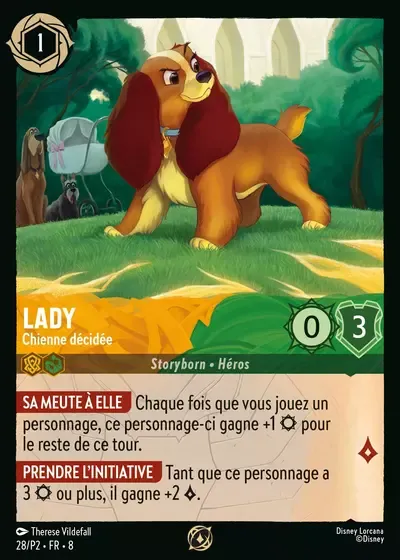 1
LADY
Chienne décidée
0
3
Storyborn • Héros
SA MEUTE À ELLE Chaque fois que vous jouez un
personnage, ce personnage-ci gagne +1 pour
le reste de ce tour.
PRENDRE L'INITIATIVE Tant que ce personnage a
3 ou plus, il gagne +2 .
Therese Vildefall
28/P2 • FR • 8
Disney Lorcana
©Disney